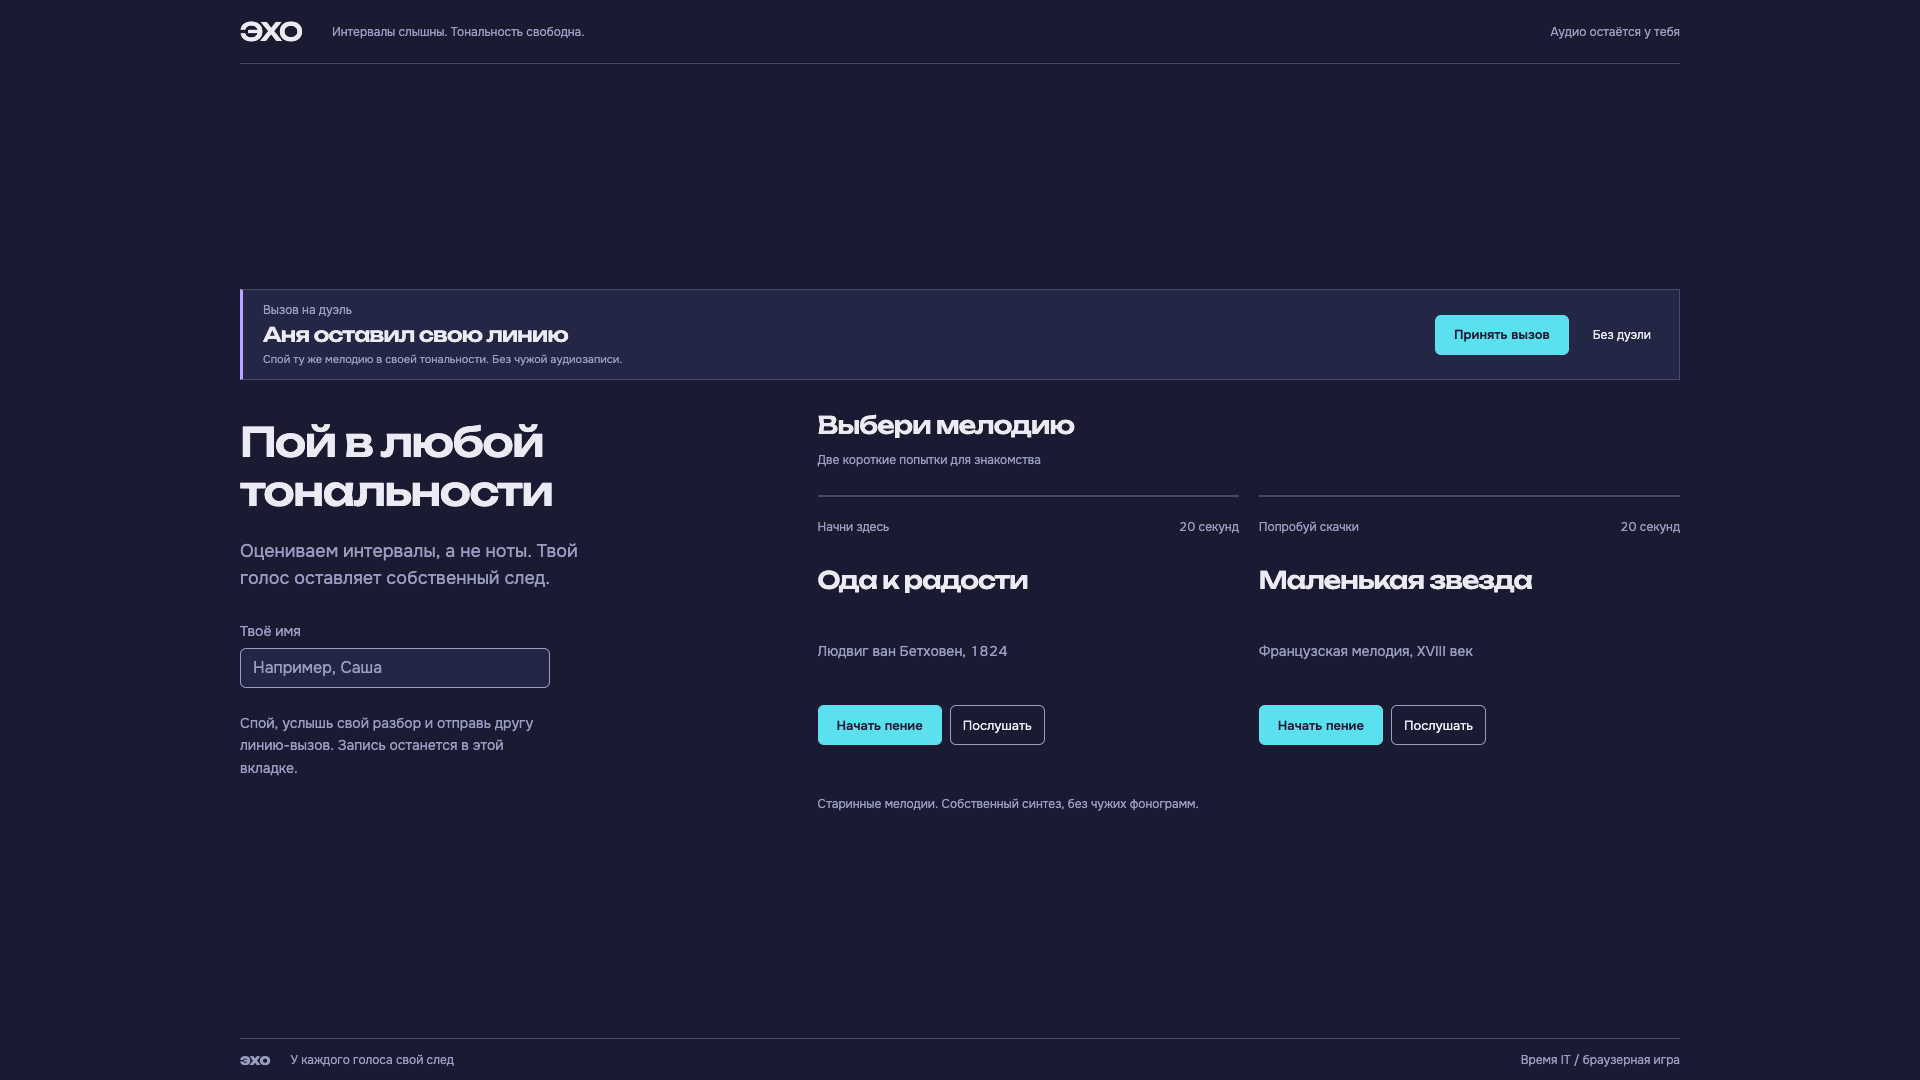 ЭХО
Интервалы слышны. Тональность свободна.
Аудио остаётся у тебя
Вызов на дуэль
Аня оставил свою линию
Спой ту же мелодию в своей тональности. Без чужой аудиозаписи.
Принять вызов
Без дуэли
Пой в любой
тональности
Оцениваем интервалы, а не ноты. Твой
голос оставляет собственный след.
Твоё имя
Например, Саша
Спой, услышь свой разбор и отправь другу
линию-вызов. Запись останется в этой
вкладке.
Выбери мелодию
Две короткие попытки для знакомства
Начни здесь
20 секунд
Ода к радости
Людвиг ван Бетховен, 1824
Начать пение
Послушать
Попробуй скачки
20 секунд
Маленькая звезда
Французская мелодия, XVIII век
Начать пение
Послушать
Старинные мелодии. Собственный синтез, без чужих фонограмм.
ЭХО
У каждого голоса свой след
Время IT / браузерная игра